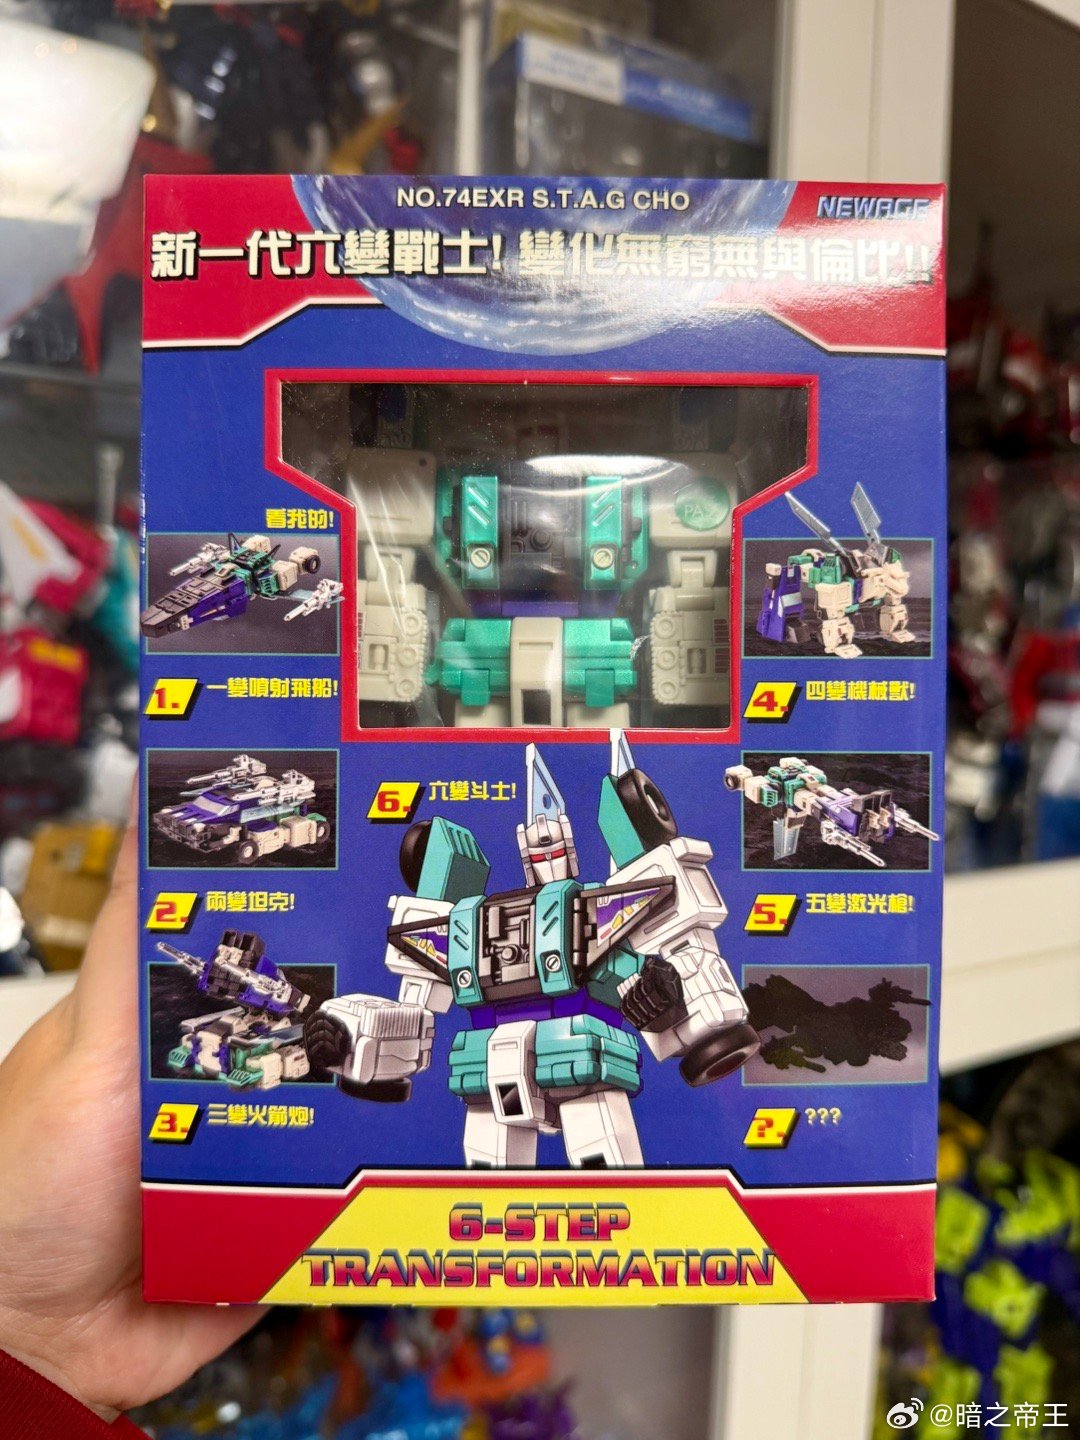 NO.74EXR S.T.A.G CHO
NEWAGE
新一代六變戰士! 變化無窮無與倫比!!
看我的!
1. 一變噴射飛船!
2. 兩變坦克!
3. 三變火箭炮!
4. 四變機械獸!
5. 五變激光槍!
6. 六變斗士!
?. ???
6-STEP
TRANSFORMATION
@暗之帝王